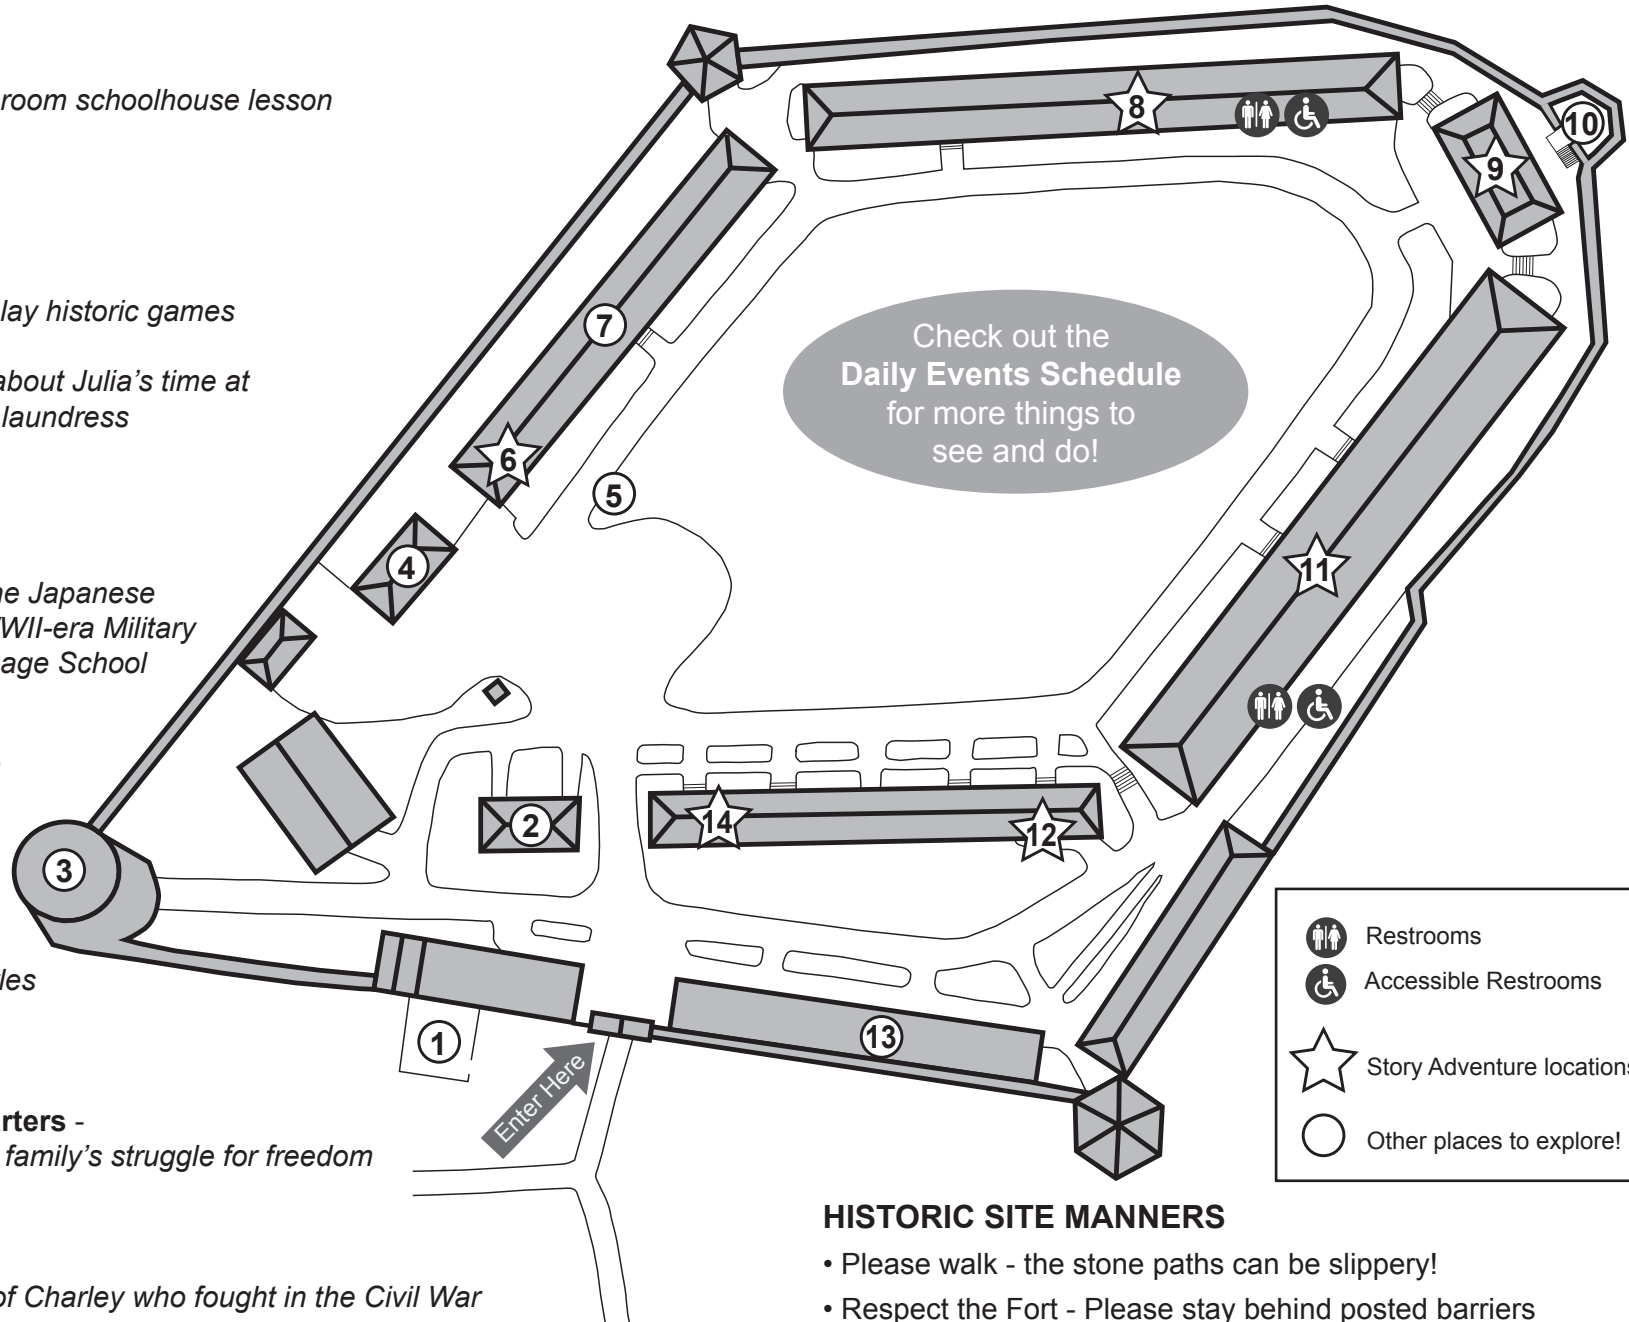 room schoolhouse lesson
lay historic games
about Julia's time at
laundress
Japanese
WII-era Military
age School
les
rters -
family's struggle for freedom
of Charley who fought in the Civil War
8
10
9
7
Check out the
Daily Events Schedule
for more things to
see and do!
6
5
4
11
2
14
12
3
1
13
Enter Here
Restrooms
Accessible Restrooms
Story Adventure locations
Other places to explore!
HISTORIC SITE MANNERS
• Please walk - the stone paths can be slippery!
• Respect the Fort - Please stay behind posted barriers